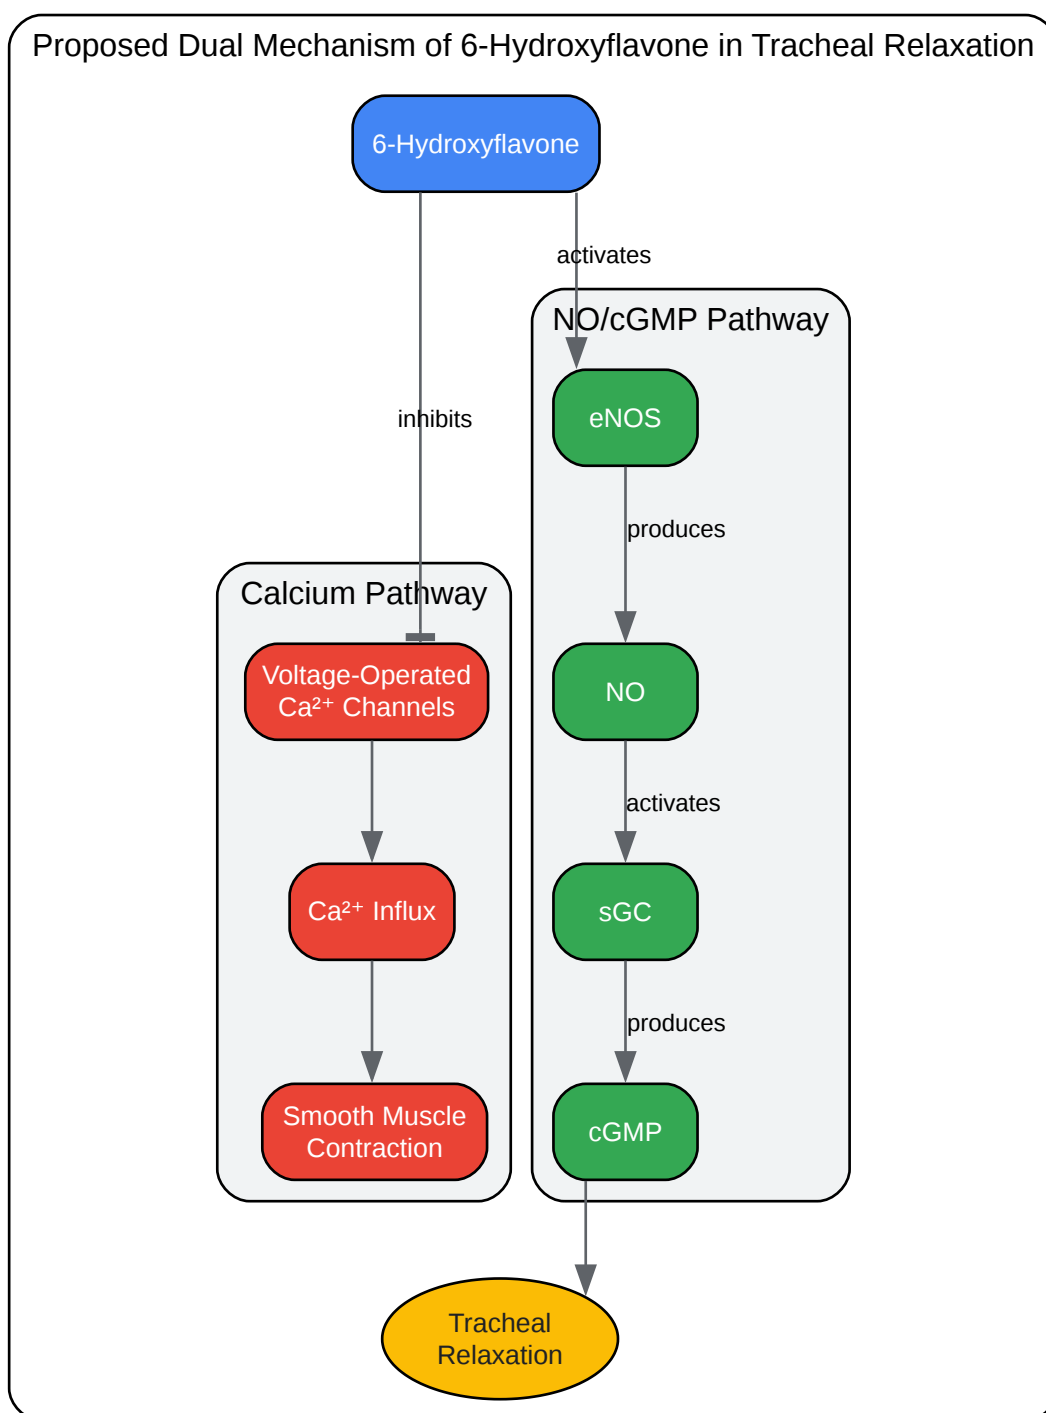 Proposed Dual Mechanism of 6-Hydroxyflavone in Tracheal Relaxation
6-Hydroxyflavone
activates
NO/cGMP Pathway
eNOS
inhibits
produces
Calcium Pathway
Voltage-Operated
Ca²⁺ Channels
NO
activates
Ca²⁺ Influx
sGC
produces
Smooth Muscle
Contraction
cGMP
Tracheal
Relaxation